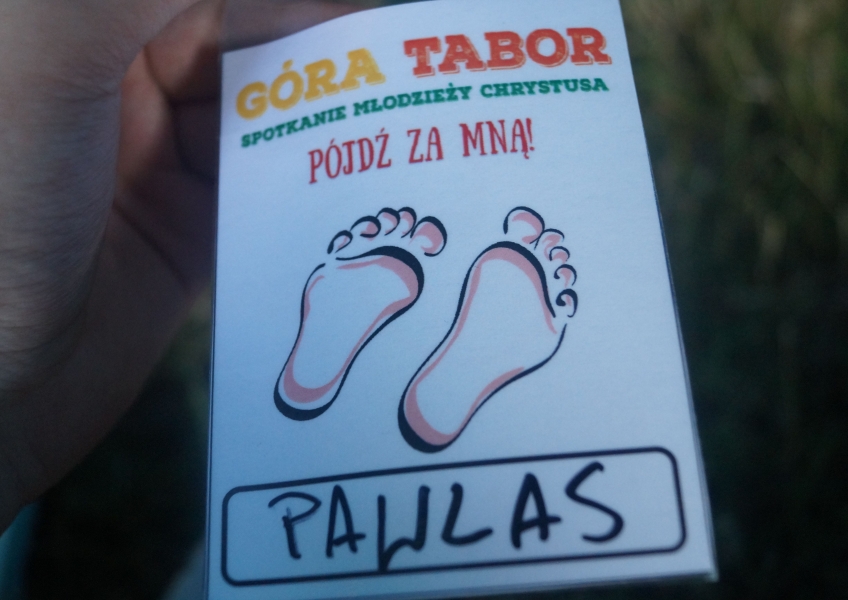 GÓRA TABOR
SPOTKANIE MŁODZIEŻY CHRYSTUSA
PÓJDŹ ZA MNĄ!
PAWLAS